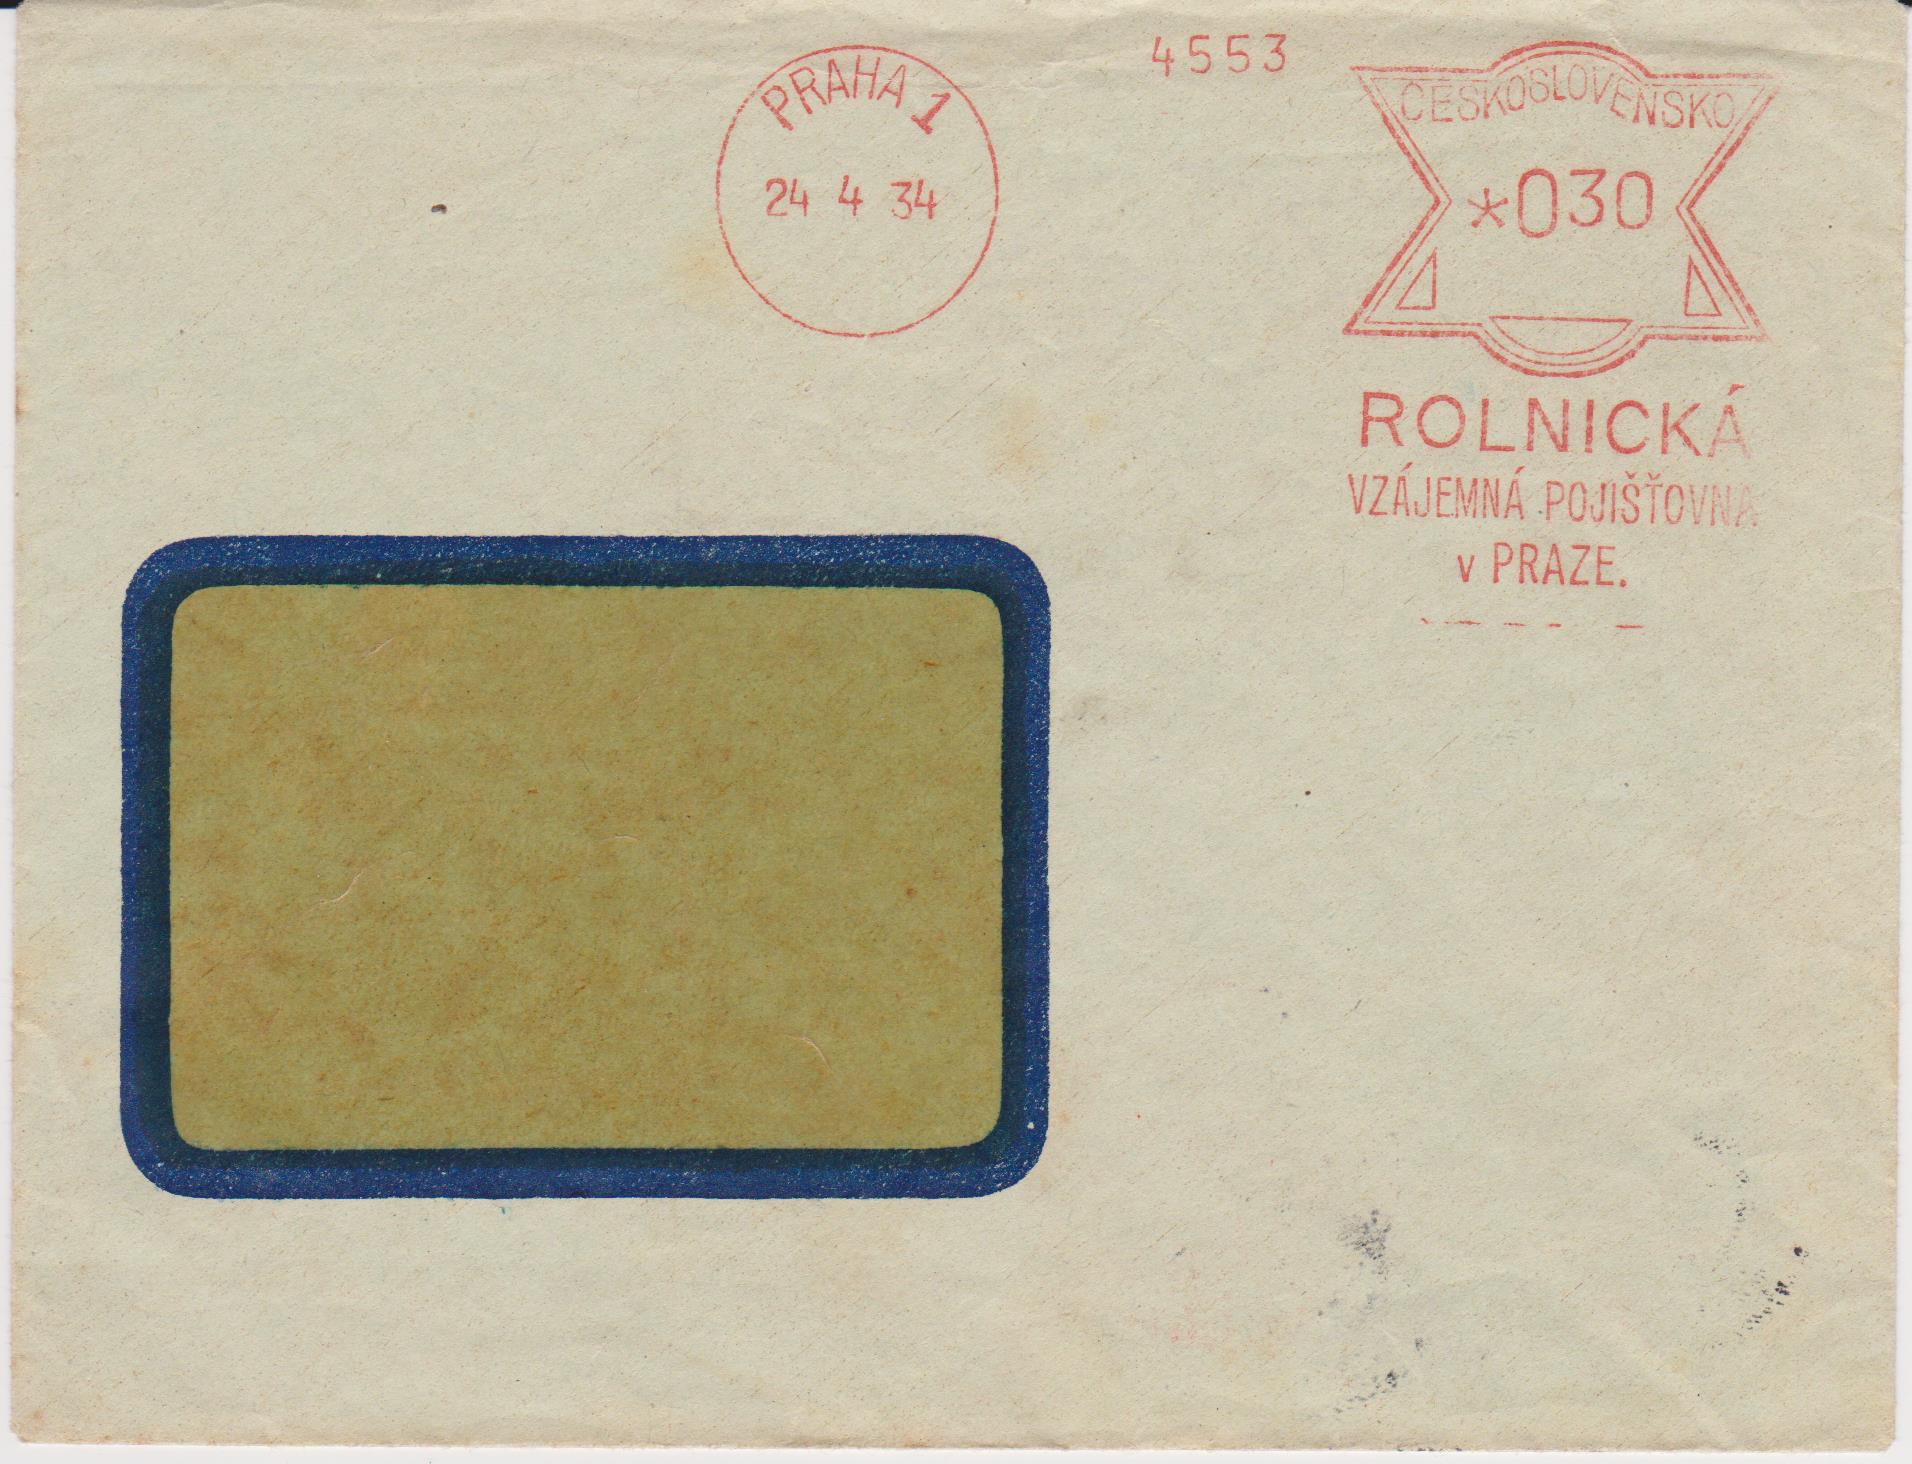 4553
PRAHA 1
24 4 34
ČESKOSLOVENSKO
*030
ROLNICKÁ
VZÁJEMNÁ POJIŠŤOVNA
v PRAZE.